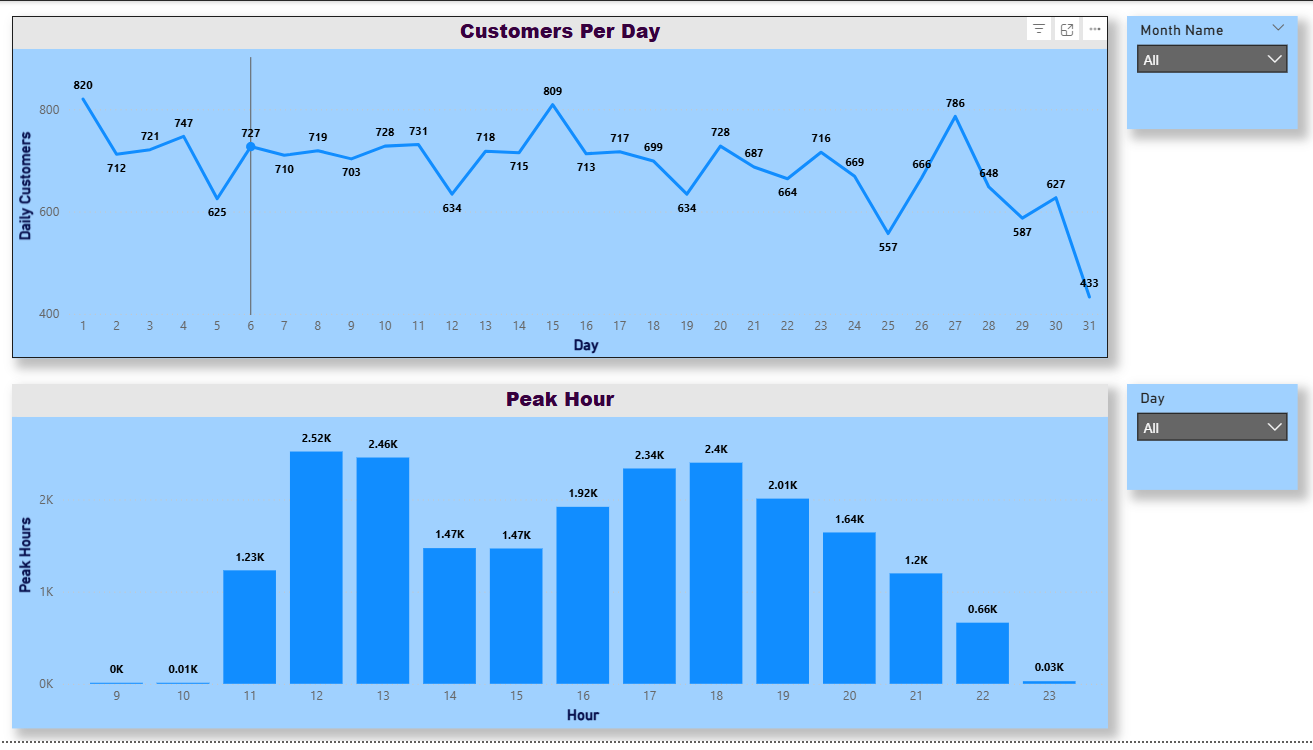 Customers Per Day
Month Name
All
Daily Customers
800
600
400
820
712
721
747
625
727
710
719
703
728
731
634
718
715
809
713
717
699
634
728
687
664
716
669
557
666
786
648
587
627
433
1 2 3 4 5 6 7 8 9 10 11 12 13 14 15 16 17 18 19 20 21 22 23 24 25 26 27 28 29 30 31
Day
Peak Hour
Day
All
Peak Hours
2K
1K
0K
0K
0.01K
1.23K
2.52K
2.46K
1.47K
1.47K
1.92K
2.34K
2.4K
2.01K
1.64K
1.2K
0.66K
0.03K
9 10 11 12 13 14 15 16 17 18 19 20 21 22 23
Hour